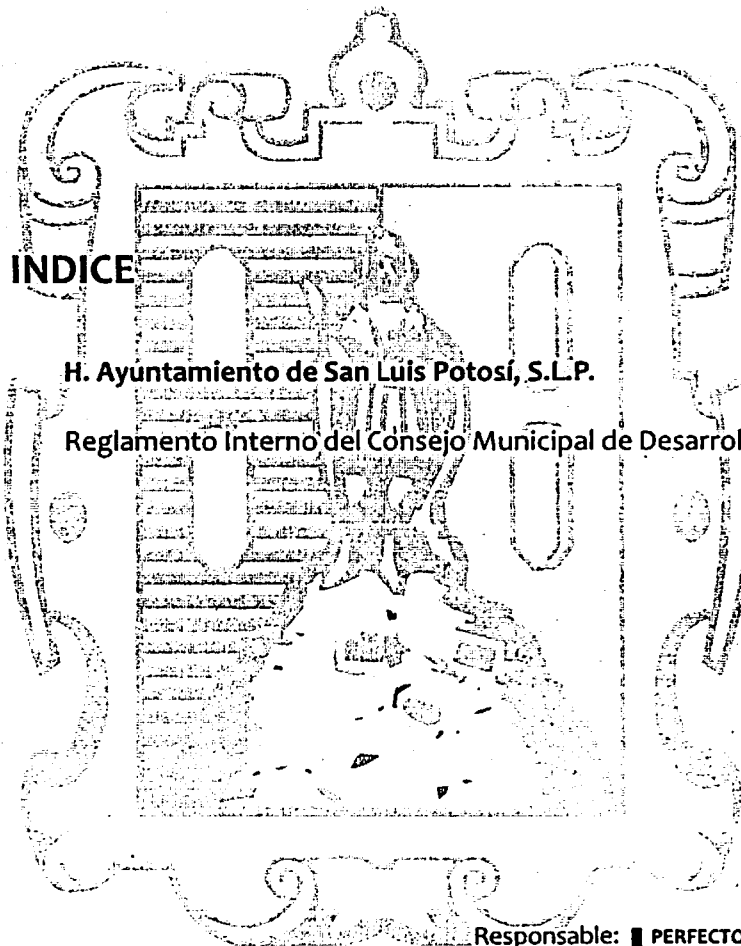 INDICE
H. Ayuntamiento de San Luis Potosí, S.L.P.
Reglamento Interno del Consejo Municipal de Desarrol
Responsable: PERFECTO